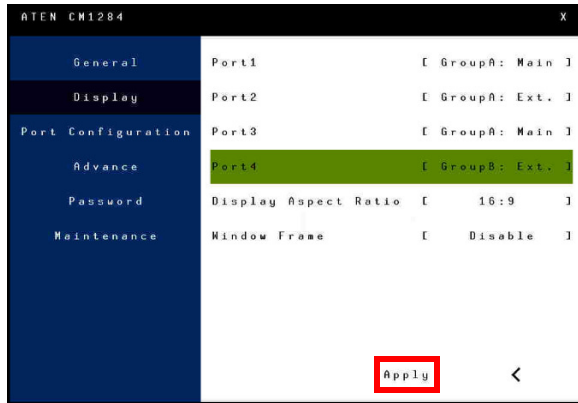 ATEN CM1284 X
General
Display
Port Configuration
Advance
Password
Maintenance
Port1 [ GroupA: Main ]
Port2 [ GroupA: Ext. ]
Port3 [ GroupA: Main ]
Port4 [ GroupB: Ext. ]
Display Aspect Ratio [ 16:9 ]
Window Frame [ Disable ]
Apply <